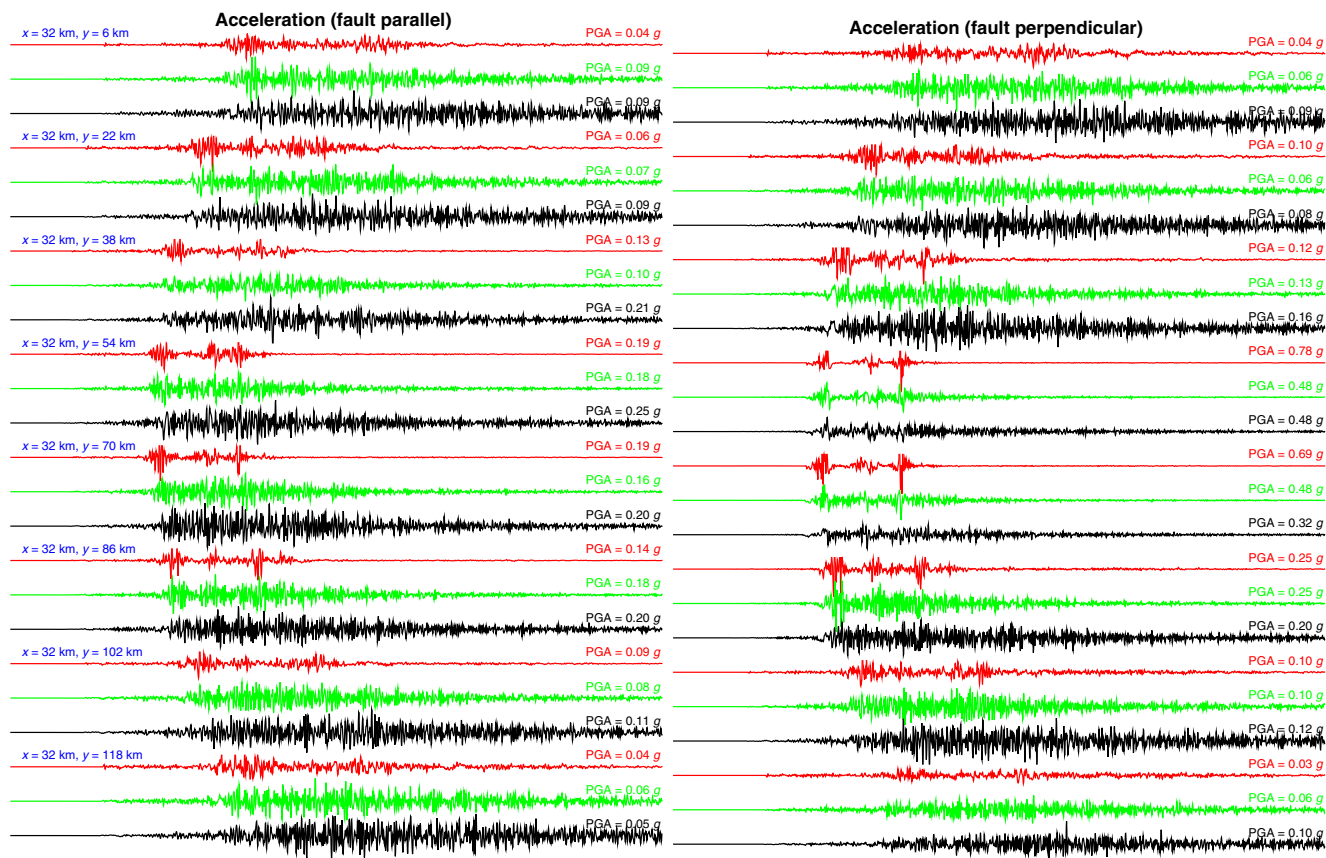 Acceleration (fault parallel)
x = 32 km, y = 6 km
PGA = 0.04 g
PGA = 0.09 g
PGA = 0.09 g
x = 32 km, y = 22 km
PGA = 0.06 g
PGA = 0.07 g
PGA = 0.09 g
x = 32 km, y = 38 km
PGA = 0.13 g
PGA = 0.10 g
PGA = 0.21 g
x = 32 km, y = 54 km
PGA = 0.19 g
PGA = 0.18 g
PGA = 0.25 g
x = 32 km, y = 70 km
PGA = 0.19 g
PGA = 0.16 g
PGA = 0.20 g
x = 32 km, y = 86 km
PGA = 0.14 g
PGA = 0.18 g
PGA = 0.20 g
x = 32 km, y = 102 km
PGA = 0.09 g
PGA = 0.08 g
PGA = 0.11 g
x = 32 km, y = 118 km
PGA = 0.04 g
PGA = 0.06 g
PGA = 0.05 g
Acceleration (fault perpendicular)
PGA = 0.04 g
PGA = 0.06 g
PGA = 0.09 g
PGA = 0.10 g
PGA = 0.06 g
PGA = 0.08 g
PGA = 0.12 g
PGA = 0.13 g
PGA = 0.16 g
PGA = 0.78 g
PGA = 0.48 g
PGA = 0.48 g
PGA = 0.69 g
PGA = 0.48 g
PGA = 0.32 g
PGA = 0.25 g
PGA = 0.25 g
PGA = 0.20 g
PGA = 0.10 g
PGA = 0.10 g
PGA = 0.12 g
PGA = 0.03 g
PGA = 0.06 g
PGA = 0.10 g